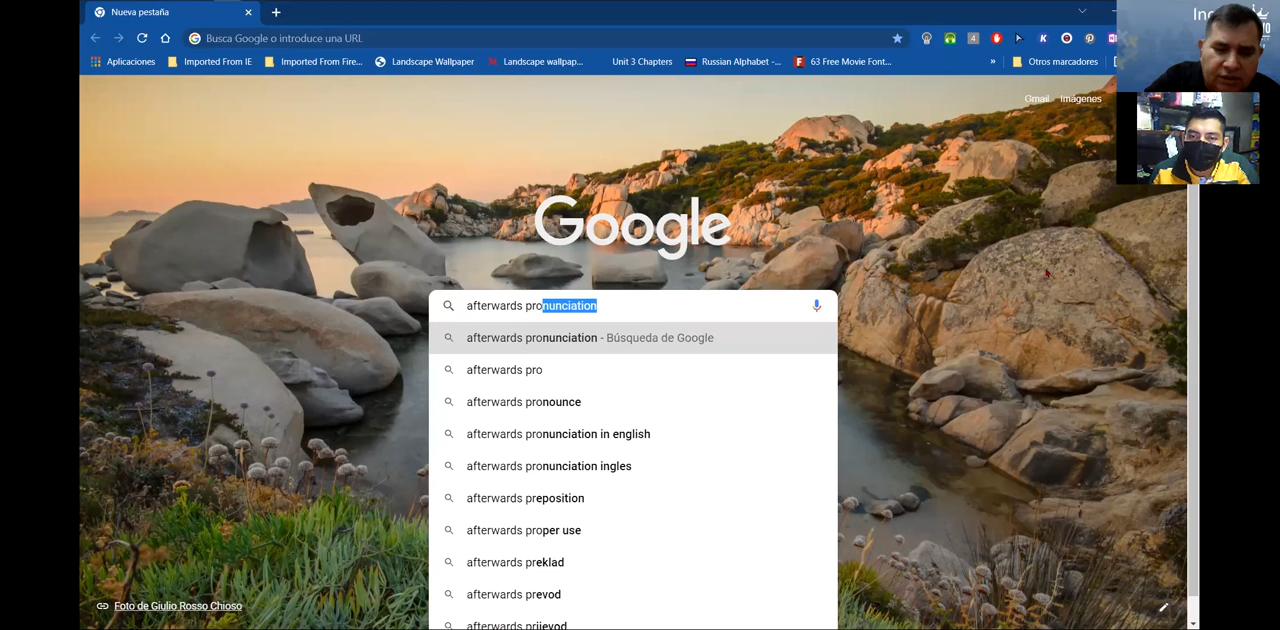 Nueva pestaña
Busca Google o introduce una URL
4
K
Aplicaciones
Imported From IE
Imported From Fire...
Landscape Wallpaper
Landscape wallpap...
Unit 3 Chapters
Russian Alphabet -...
63 Free Movie Font...
»
Otros marcadores
Gmail
Imágenes
Google
afterwards pronunciation
afterwards pronunciation - Búsqueda de Google
afterwards pro
afterwards pronounce
afterwards pronunciation in english
afterwards pronunciation ingles
afterwards preposition
afterwards proper use
afterwards preklad
afterwards prevod
afterwards prijevod
Foto de Giulio Rosso Chioso